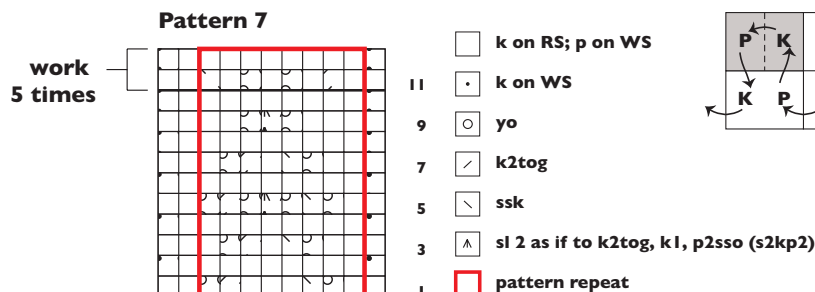 Pattern 7
work
5 times
11
9
7
5
3
1
k on RS; p on WS
k on WS
yo
k2tog
ssk
sl 2 as if to k2tog, k1, p2sso (s2kp2)
pattern repeat
P K
K P